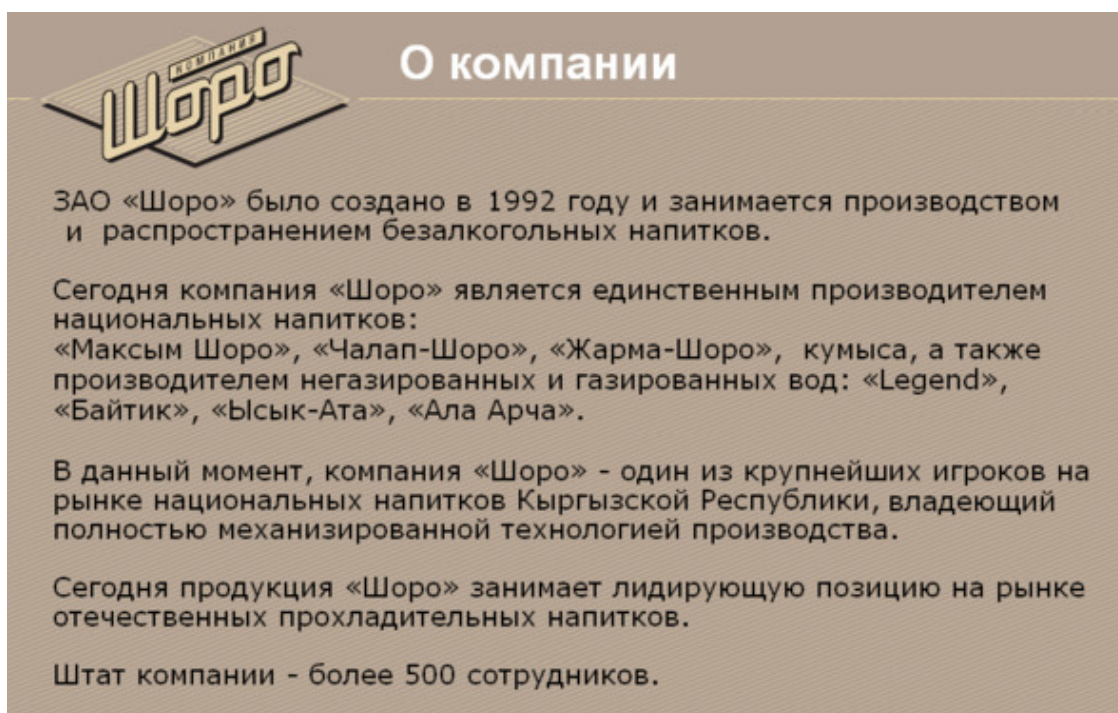 КОМПАНИЯ
Шоро
О компании
ЗАО «Шоро» было создано в 1992 году и занимается производством
и распространением безалкогольных напитков.
Сегодня компания «Шоро» является единственным производителем
национальных напитков:
«Максым Шоро», «Чалап-Шоро», «Жарма-Шоро», кумыса, а также
производителем негазированных и газированных вод: «Legend»,
«Байтик», «Ысык-Ата», «Ала Арча».
В данный момент, компания «Шоро» - один из крупнейших игроков на
рынке национальных напитков Кыргызской Республики, владеющий
полностью механизированной технологией производства.
Сегодня продукция «Шоро» занимает лидирующую позицию на рынке
отечественных прохладительных напитков.
Штат компании - более 500 сотрудников.